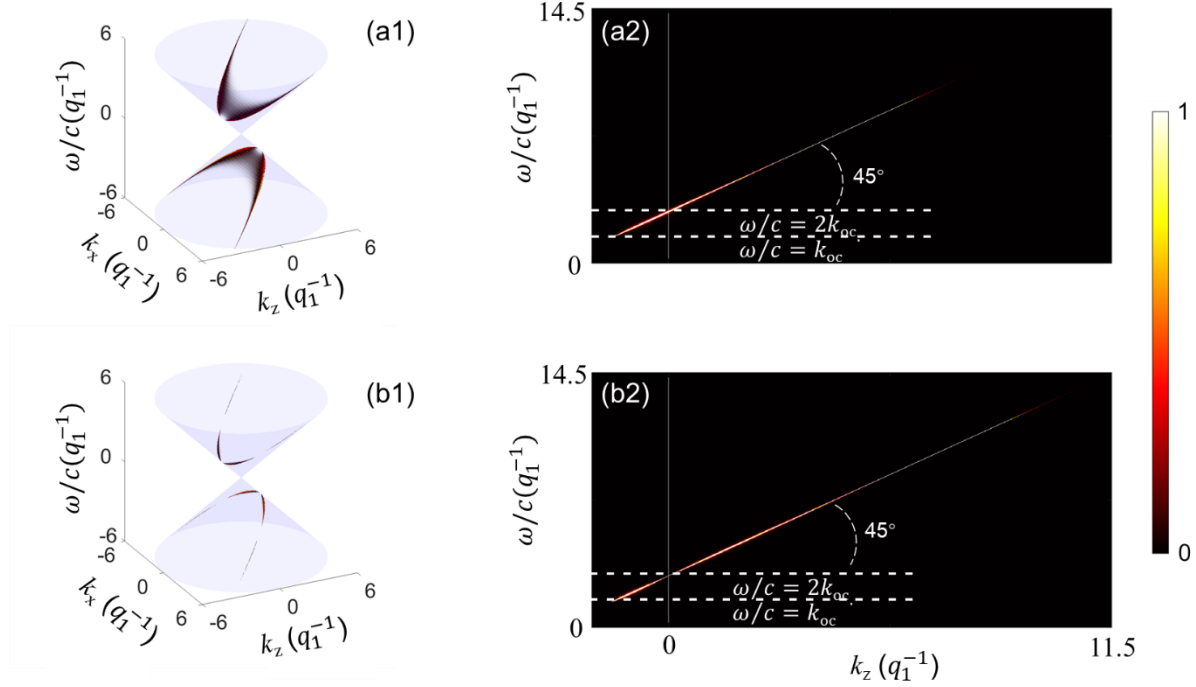 (a1)
6
0
-6
ω/c(q₁⁻¹)
-6
0
6
kₓ (q₁⁻¹)
-6
0
6
k_z (q₁⁻¹)
(a2)
14.5
ω/c(q₁⁻¹)
0
45°
ω/c = 2k_oc.
ω/c = k_oc
1
0
(b1)
6
0
-6
ω/c(q₁⁻¹)
-6
0
6
kₓ (q₁⁻¹)
-6
0
6
k_z (q₁⁻¹)
(b2)
14.5
ω/c(q₁⁻¹)
0
45°
ω/c = 2k_oc.
ω/c = k_oc
0
11.5
k_z (q₁⁻¹)